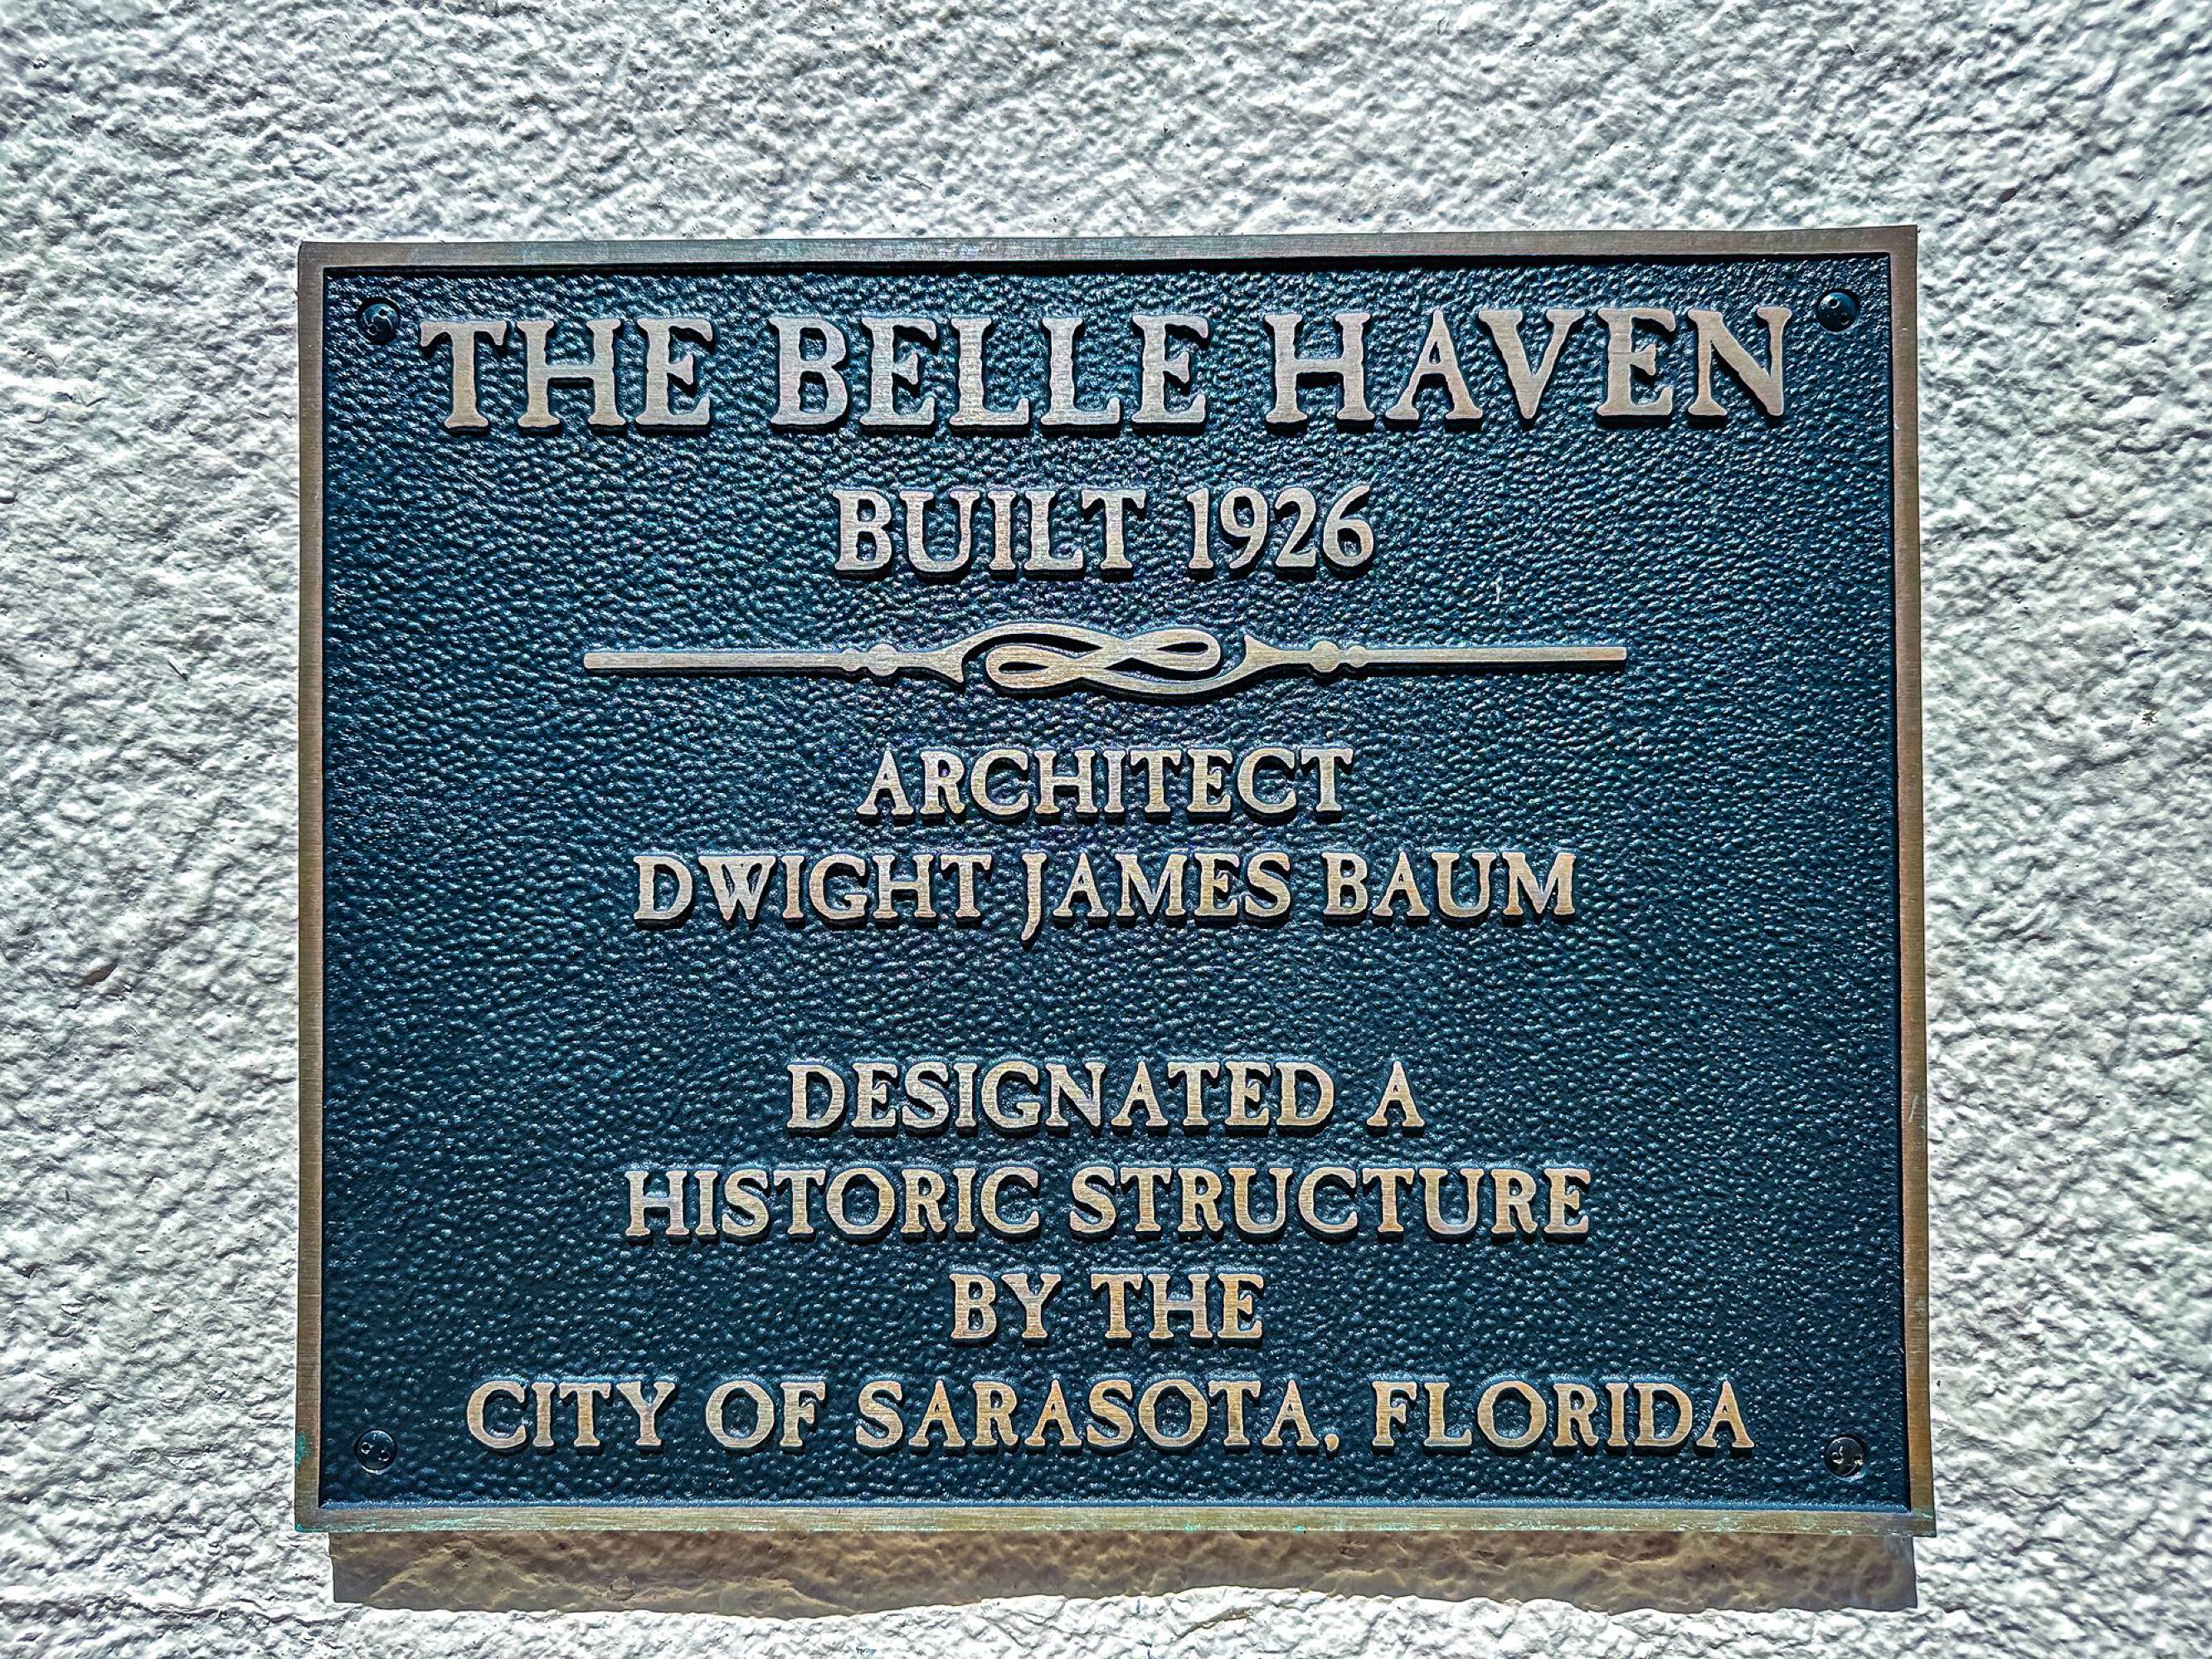 THE BELLE HAVEN
BUILT 1926
ARCHITECT
DWIGHT JAMES BAUM
DESIGNATED A
HISTORIC STRUCTURE
BY THE
CITY OF SARASOTA, FLORIDA